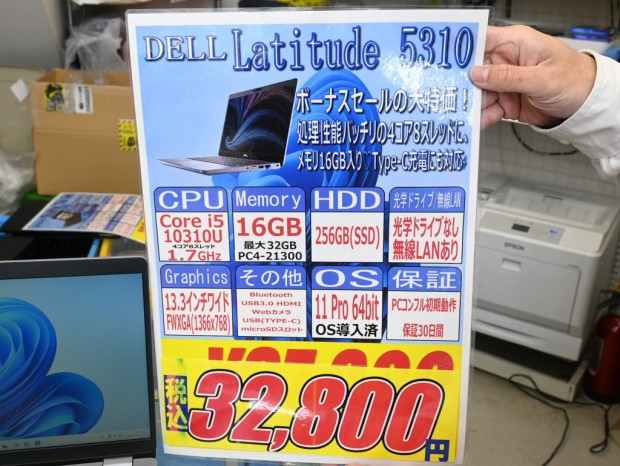 DELL Latitude 5310
ボーナスセールの大特価!
処理性能バッチリの4コア8スレッドに、
メモリ16GB入り♡Type-C充電にも対応
CPU
Core i5
10310U
4コア8スレッド
1.7GHz
Memory
16GB
最大32GB
PC4-21300
HDD
256GB(SSD)
光学ドライブ/無線LAN
光学ドライブなし
無線LANあり
Graphics
13.3インチワイド
FWXGA(1366x768)
その他
Bluetooth
USB3.0 HDMI
Webカメラ
USB(TYPE-C)
microSDスロット
OS
11 Pro 64bit
OS導入済
保証
PCコンフル初期動作
保証30日間
税込
32,800円
EPSON